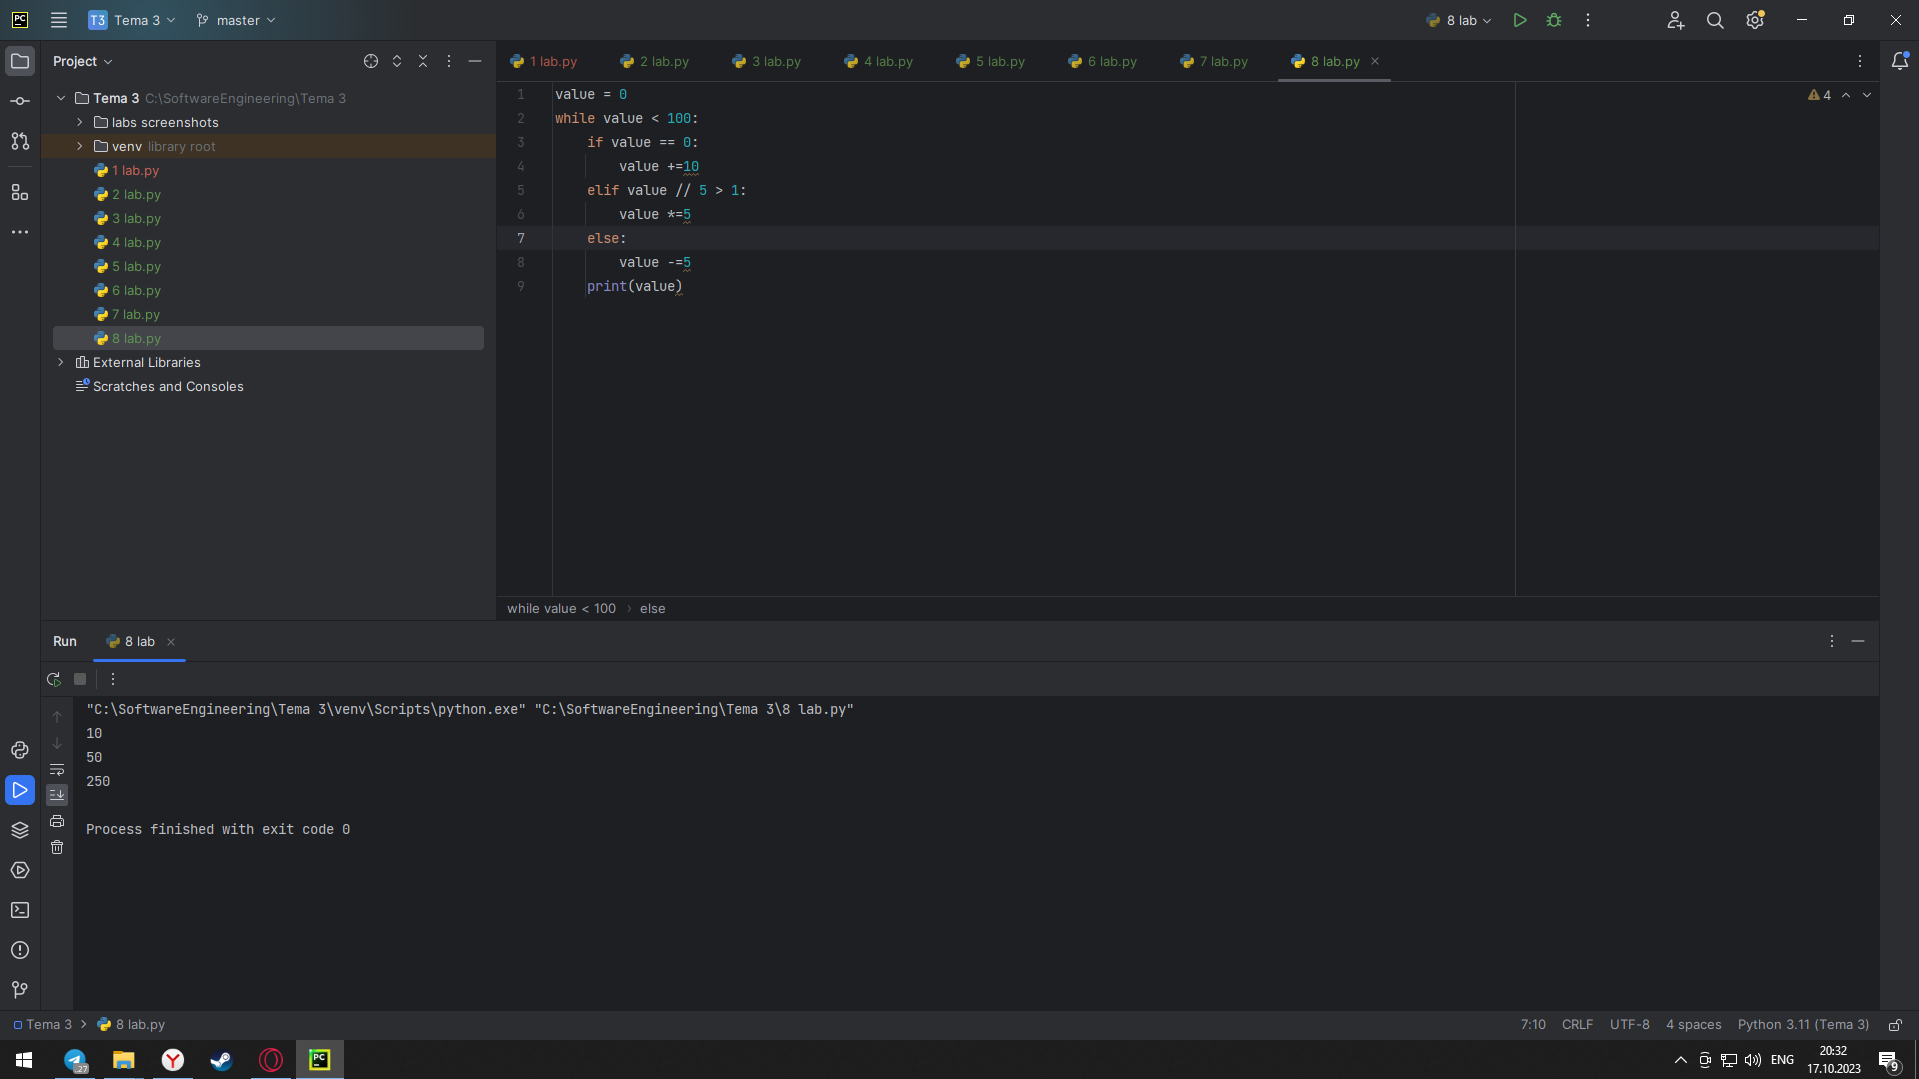 PC T3 Tema 3 master 8 lab
Project
1 lab.py 2 lab.py 3 lab.py 4 lab.py 5 lab.py 6 lab.py 7 lab.py 8 lab.py
Tema 3 C:\SoftwareEngineering\Tema 3
labs screenshots
venv library root
1 lab.py
2 lab.py
3 lab.py
4 lab.py
5 lab.py
6 lab.py
7 lab.py
8 lab.py
External Libraries
Scratches and Consoles
4
1 value = 0
2 while value < 100:
3     if value == 0:
4         value +=10
5     elif value // 5 > 1:
6         value *=5
7     else:
8         value -=5
9     print(value)
while value < 100 › else
Run 8 lab
"C:\SoftwareEngineering\Tema 3\venv\Scripts\python.exe" "C:\SoftwareEngineering\Tema 3\8 lab.py"
10
50
250
Process finished with exit code 0
Tema 3 > 8 lab.py
7:10 CRLF UTF-8 4 spaces Python 3.11 (Tema 3)
27
PC
ENG
20:32
17.10.2023
9